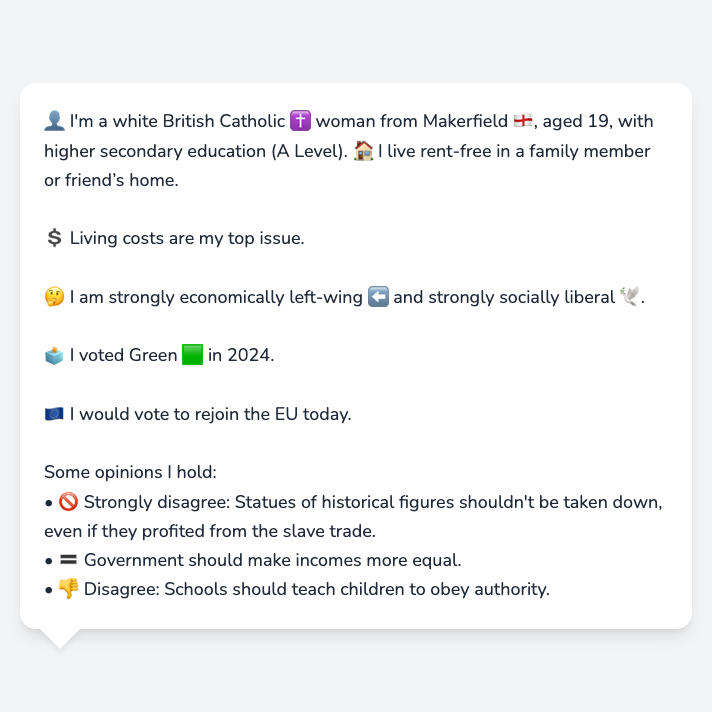 👤 I'm a white British Catholic ✝️ woman from Makerfield 🏴󠁧󠁢󠁥󠁮󠁧󠁿, aged 19, with
higher secondary education (A Level). 🏠 I live rent-free in a family member
or friend’s home.
💲 Living costs are my top issue.
🤔 I am strongly economically left-wing ⬅️ and strongly socially liberal 🕊️.
🗳️ I voted Green 🟩 in 2024.
🇪🇺 I would vote to rejoin the EU today.
Some opinions I hold:
• 🚫 Strongly disagree: Statues of historical figures shouldn't be taken down,
even if they profited from the slave trade.
• 🟰 Government should make incomes more equal.
• 👎 Disagree: Schools should teach children to obey authority.